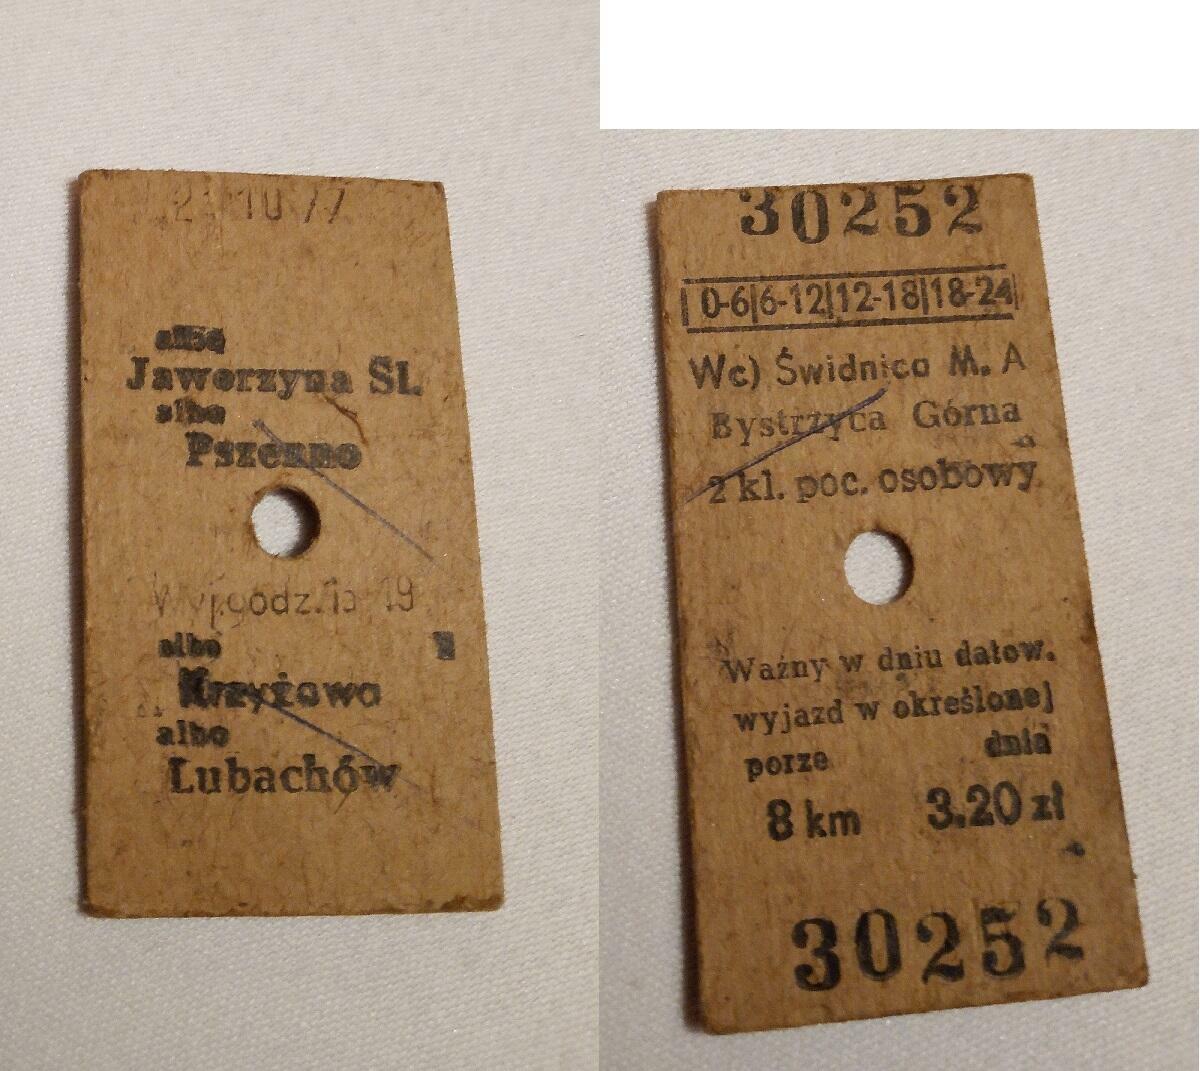 10 77
albo
Jaworzyna Śl.
albo
Pszenno
Wyj.godz. 19
albo
Krzyżowa
albo
Lubachów
30252
0-6|6-12|12-18|18-24
Wc) Świdnica M. A
Bystrzyca Górna
2 kl. poc. osobowy
Ważny w dniu datow.
wyjazd w określonej
porze dnia
8 km 3.20 zł
30252